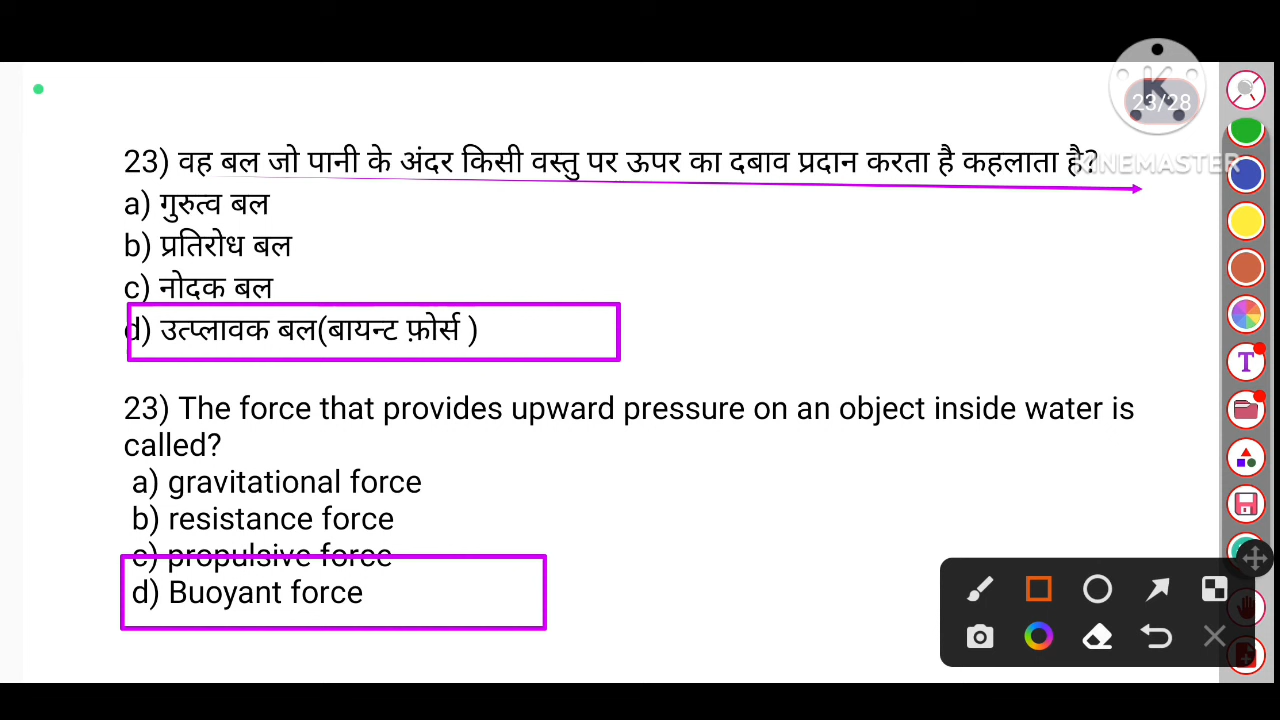 23/28
KINEMASTER
23) वह बल जो पानी के अंदर किसी वस्तु पर ऊपर का दबाव प्रदान करता है कहलाता है?
a) गुरुत्व बल
b) प्रतिरोध बल
c) नोदक बल
d) उत्प्लावक बल(बायन्ट फ़ोर्स )
23) The force that provides upward pressure on an object inside water is
called?
a) gravitational force
b) resistance force
c) propulsive force
d) Buoyant force
T